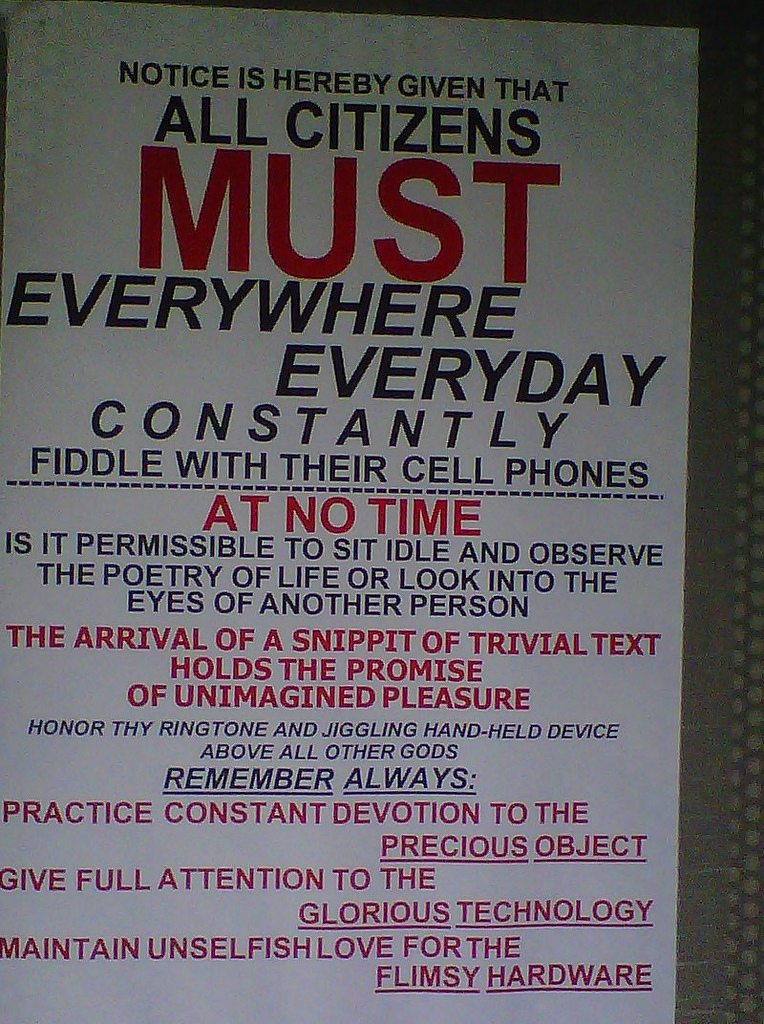 NOTICE IS HEREBY GIVEN THAT
ALL CITIZENS
MUST
EVERYWHERE
EVERYDAY
CONSTANTLY
FIDDLE WITH THEIR CELL PHONES
AT NO TIME
IS IT PERMISSIBLE TO SIT IDLE AND OBSERVE
THE POETRY OF LIFE OR LOOK INTO THE
EYES OF ANOTHER PERSON
THE ARRIVAL OF A SNIPPIT OF TRIVIAL TEXT
HOLDS THE PROMISE
OF UNIMAGINED PLEASURE
HONOR THY RINGTONE AND JIGGLING HAND-HELD DEVICE
ABOVE ALL OTHER GODS
REMEMBER ALWAYS:
PRACTICE CONSTANT DEVOTION TO THE
PRECIOUS OBJECT
GIVE FULL ATTENTION TO THE
GLORIOUS TECHNOLOGY
MAINTAIN UNSELFISH LOVE FOR THE
FLIMSY HARDWARE